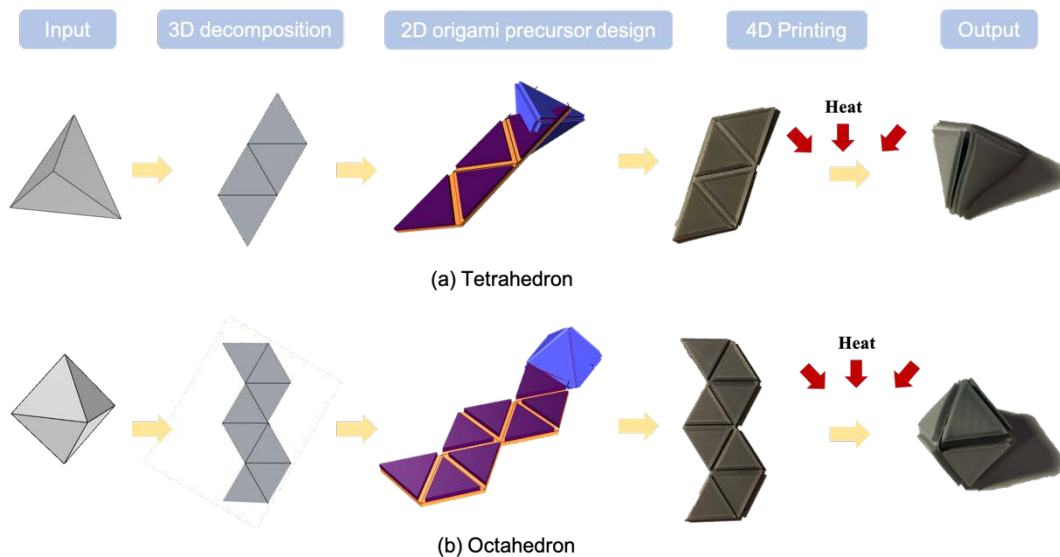 Input
3D decomposition
2D origami precursor design
4D Printing
Output
Heat
(a) Tetrahedron
Heat
(b) Octahedron